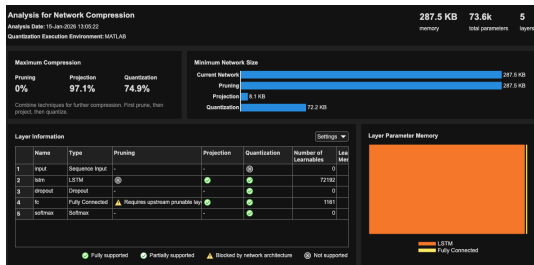 Analysis for Network Compression
Analysis Date: 15-Jan-2026 13:05:22
Quantization Execution Environment: MATLAB
287.5 KB
memory
73.6k
total parameters
5
layers
Maximum Compression
Pruning
0%
Projection
97.1%
Quantization
74.9%
Combine techniques for further compression. First prune, then
project, then quantize.
Minimum Network Size
Current Network 287.5 KB
Pruning 287.5 KB
Projection 8.1 KB
Quantization 72.2 KB
Layer Information
Settings
Name Type Pruning Projection Quantization Number of Learnables
1 input Sequence Input - - 0
2 lstm LSTM 72192
3 dropout Dropout - - 0
4 fc Fully Connected Requires upstream prunable lay 1161
5 softmax Softmax - - 0
Fully supported Partially supported Blocked by network architecture Not supported
Layer Parameter Memory
LSTM
Fully Connected